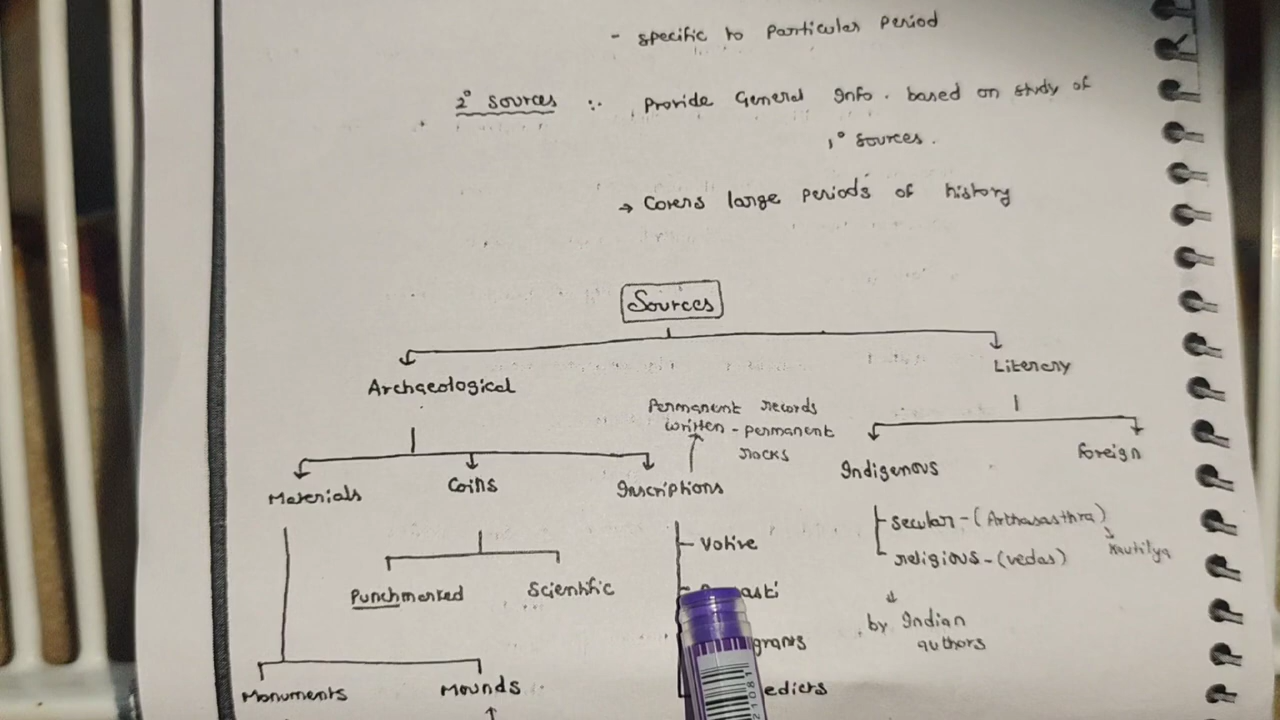 - specific to Particular Period
2° Sources :- Provide General Info. based on study of
1° Sources.
→ Covers large periods of history
Sources
Archaeological
Literary
Permanent records
written - permanent
rocks
Materials
Coins
Inscriptions
Indigenous
Foreign
Punchmarked
Scientific
Votive
grants
edicts
secular - (Arthasasthra)
Kautilya
religious - (vedas)
by Indian
authors
Monuments
Mounds
21081